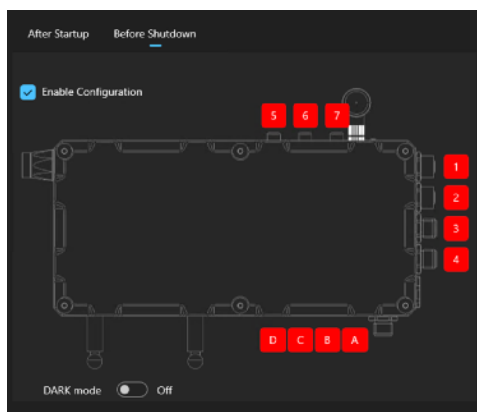 After Startup Before Shutdown
Enable Configuration
5 6 7
1
2
3
4
D C B A
DARK mode Off